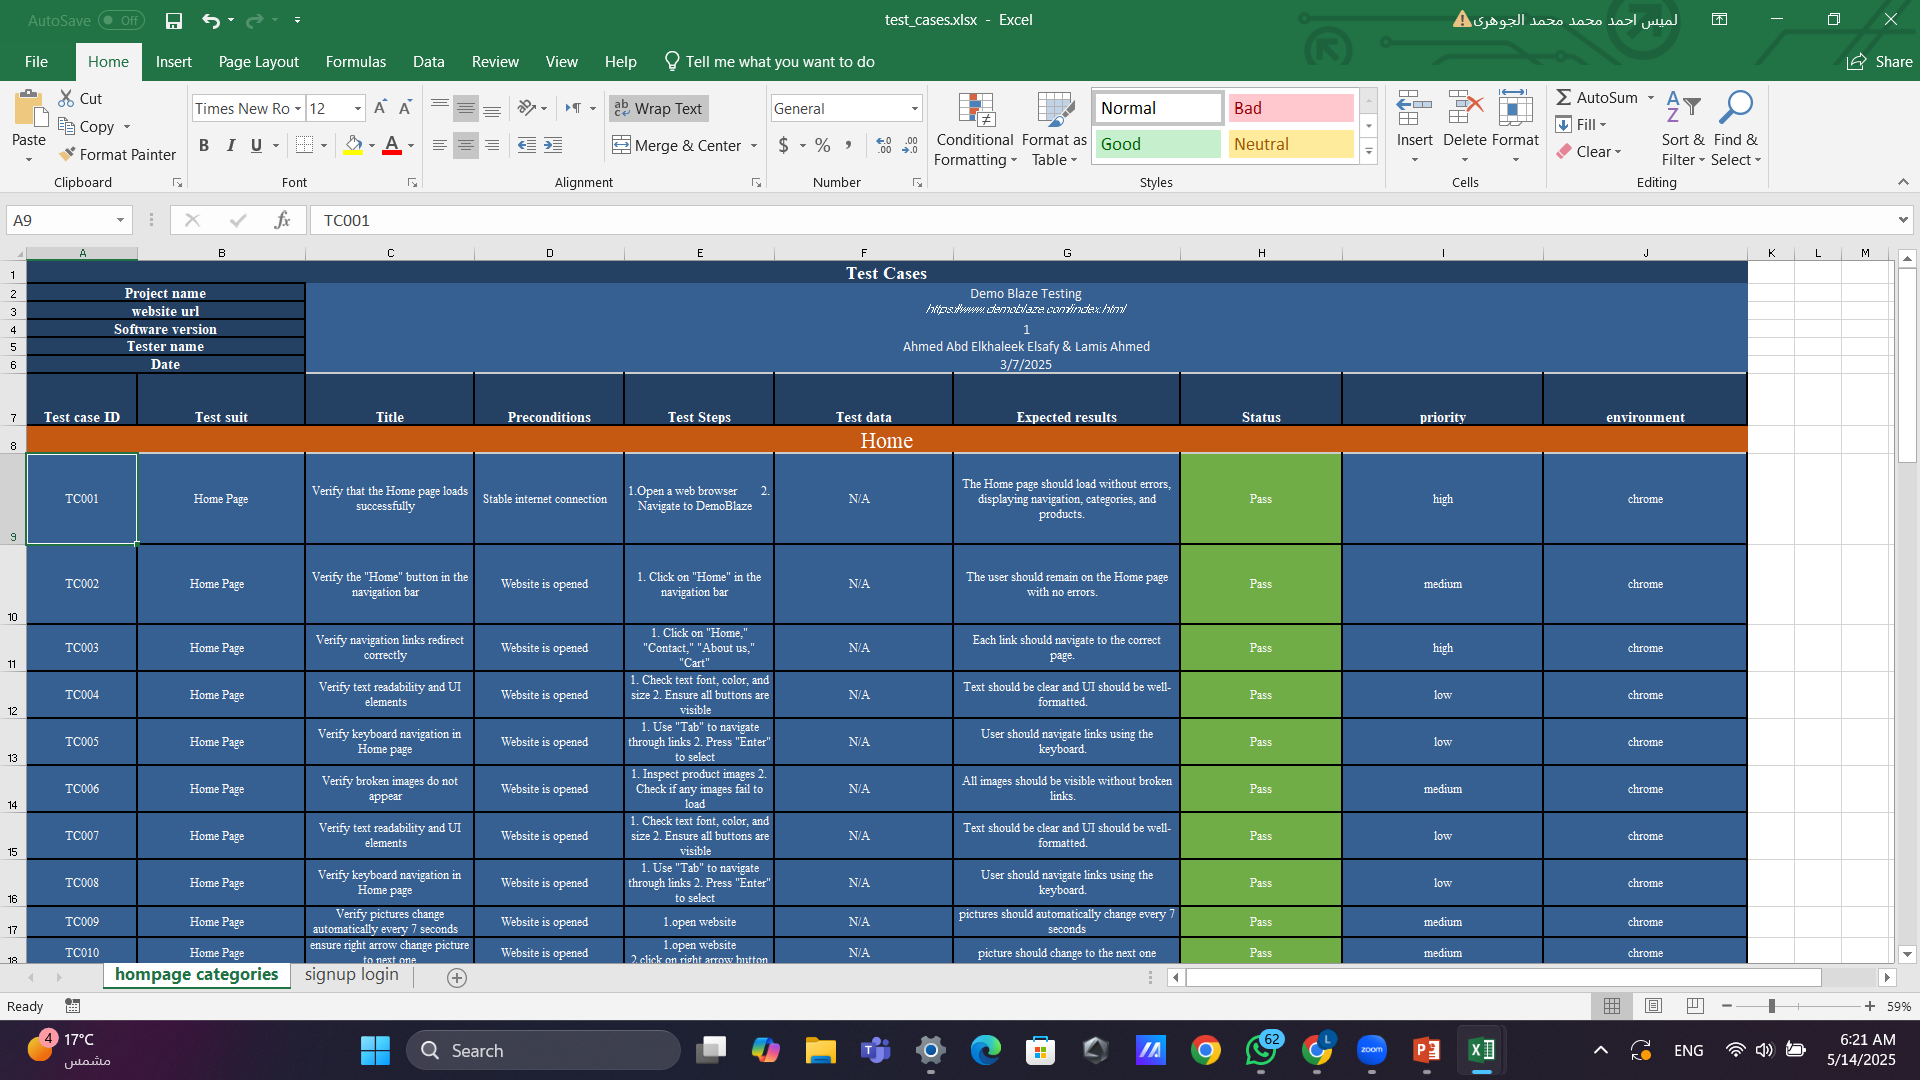 AutoSave Off
test_cases.xlsx - Excel
لميس احمد محمد محمد الجوهرى
File Home Insert Page Layout Formulas Data Review View Help Tell me what you want to do Share
Cut
Copy
Format Painter
Paste
Clipboard
Times New Ro 12
B I U
Font
Wrap Text
Merge & Center
Alignment
General
$ % ,
Number
Conditional Formatting
Format as Table
Normal Bad
Good Neutral
Styles
Insert Delete Format
Cells
AutoSum
Fill
Clear
Sort & Filter
Find & Select
Editing
A9 fx TC001
A B C D E F G H I J K L M
1 Test Cases
2 Project name Demo Blaze Testing
3 website url https://www.demoblaze.com/index.html
4 Software version 1
5 Tester name Ahmed Abd Elkhaleek Elsafy & Lamis Ahmed
6 Date 3/7/2025
7 Test case ID Test suit Title Preconditions Test Steps Test data Expected results Status priority environment
8 Home
9 TC001 Home Page Verify that the Home page loads successfully Stable internet connection 1.Open a web browser 2. Navigate to DemoBlaze N/A The Home page should load without errors, displaying navigation, categories, and products. Pass high chrome
10 TC002 Home Page Verify the "Home" button in the navigation bar Website is opened 1. Click on "Home" in the navigation bar N/A The user should remain on the Home page with no errors. Pass medium chrome
11 TC003 Home Page Verify navigation links redirect correctly Website is opened 1. Click on "Home," "Contact," "About us," "Cart" N/A Each link should navigate to the correct page. Pass high chrome
12 TC004 Home Page Verify text readability and UI elements Website is opened 1. Check text font, color, and size 2. Ensure all buttons are visible N/A Text should be clear and UI should be well-formatted. Pass low chrome
13 TC005 Home Page Verify keyboard navigation in Home page Website is opened 1. Use "Tab" to navigate through links 2. Press "Enter" to select N/A User should navigate links using the keyboard. Pass low chrome
14 TC006 Home Page Verify broken images do not appear Website is opened 1. Inspect product images 2. Check if any images fail to load N/A All images should be visible without broken links. Pass medium chrome
15 TC007 Home Page Verify text readability and UI elements Website is opened 1. Check text font, color, and size 2. Ensure all buttons are visible N/A Text should be clear and UI should be well-formatted. Pass low chrome
16 TC008 Home Page Verify keyboard navigation in Home page Website is opened 1. Use "Tab" to navigate through links 2. Press "Enter" to select N/A User should navigate links using the keyboard. Pass low chrome
17 TC009 Home Page Verify pictures change automatically every 7 seconds Website is opened 1.open website N/A pictures should automatically change every 7 seconds Pass medium chrome
18 TC010 Home Page ensure right arrow change picture to next one Website is opened 1.open website 2.click on right arrow button N/A picture should change to the next one Pass medium chrome
hompage categories signup login
Ready
59%
4 17°C
مشمس
Search
62
L
zoom
ENG
6:21 AM
5/14/2025